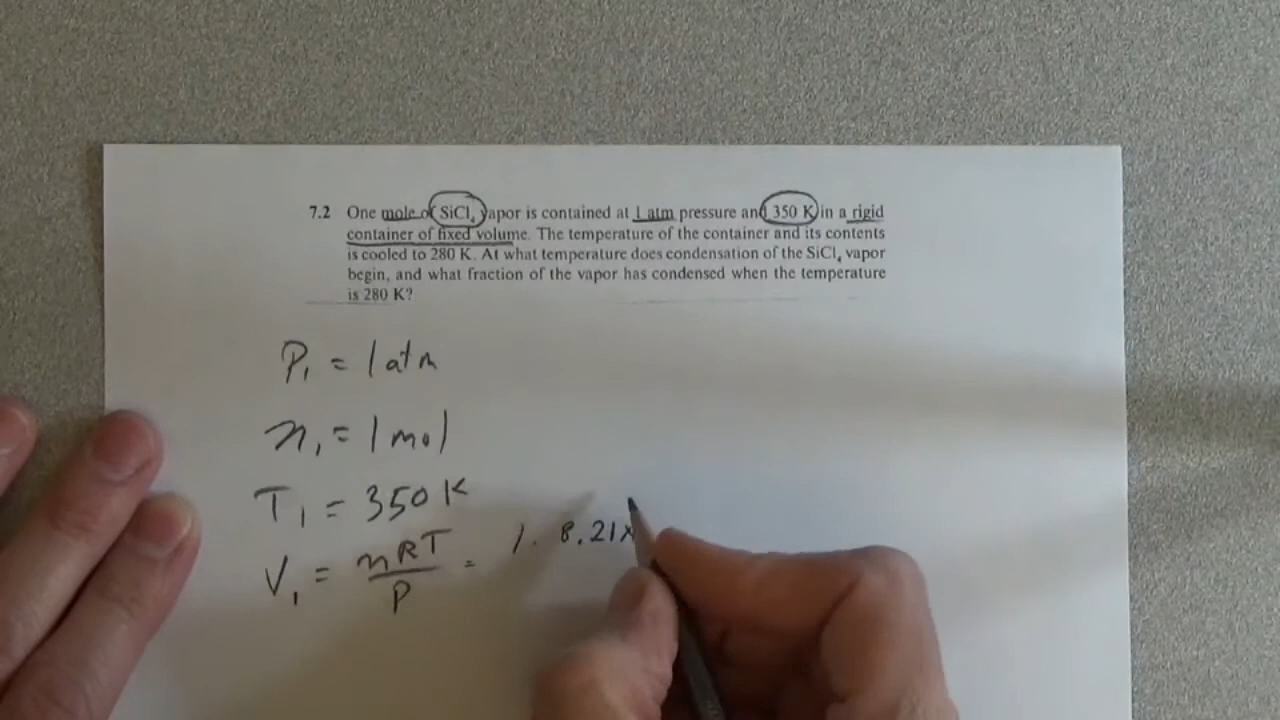 7.2 One mole of SiCl₄ vapor is contained at 1 atm pressure and 350 K in a rigid
container of fixed volume. The temperature of the container and its contents
is cooled to 280 K. At what temperature does condensation of the SiCl₄ vapor
begin, and what fraction of the vapor has condensed when the temperature
is 280 K?
P₁ = 1 atm
n₁ = 1 mol
T₁ = 350 K
V₁ = nRT/P = 1 · 8.21x